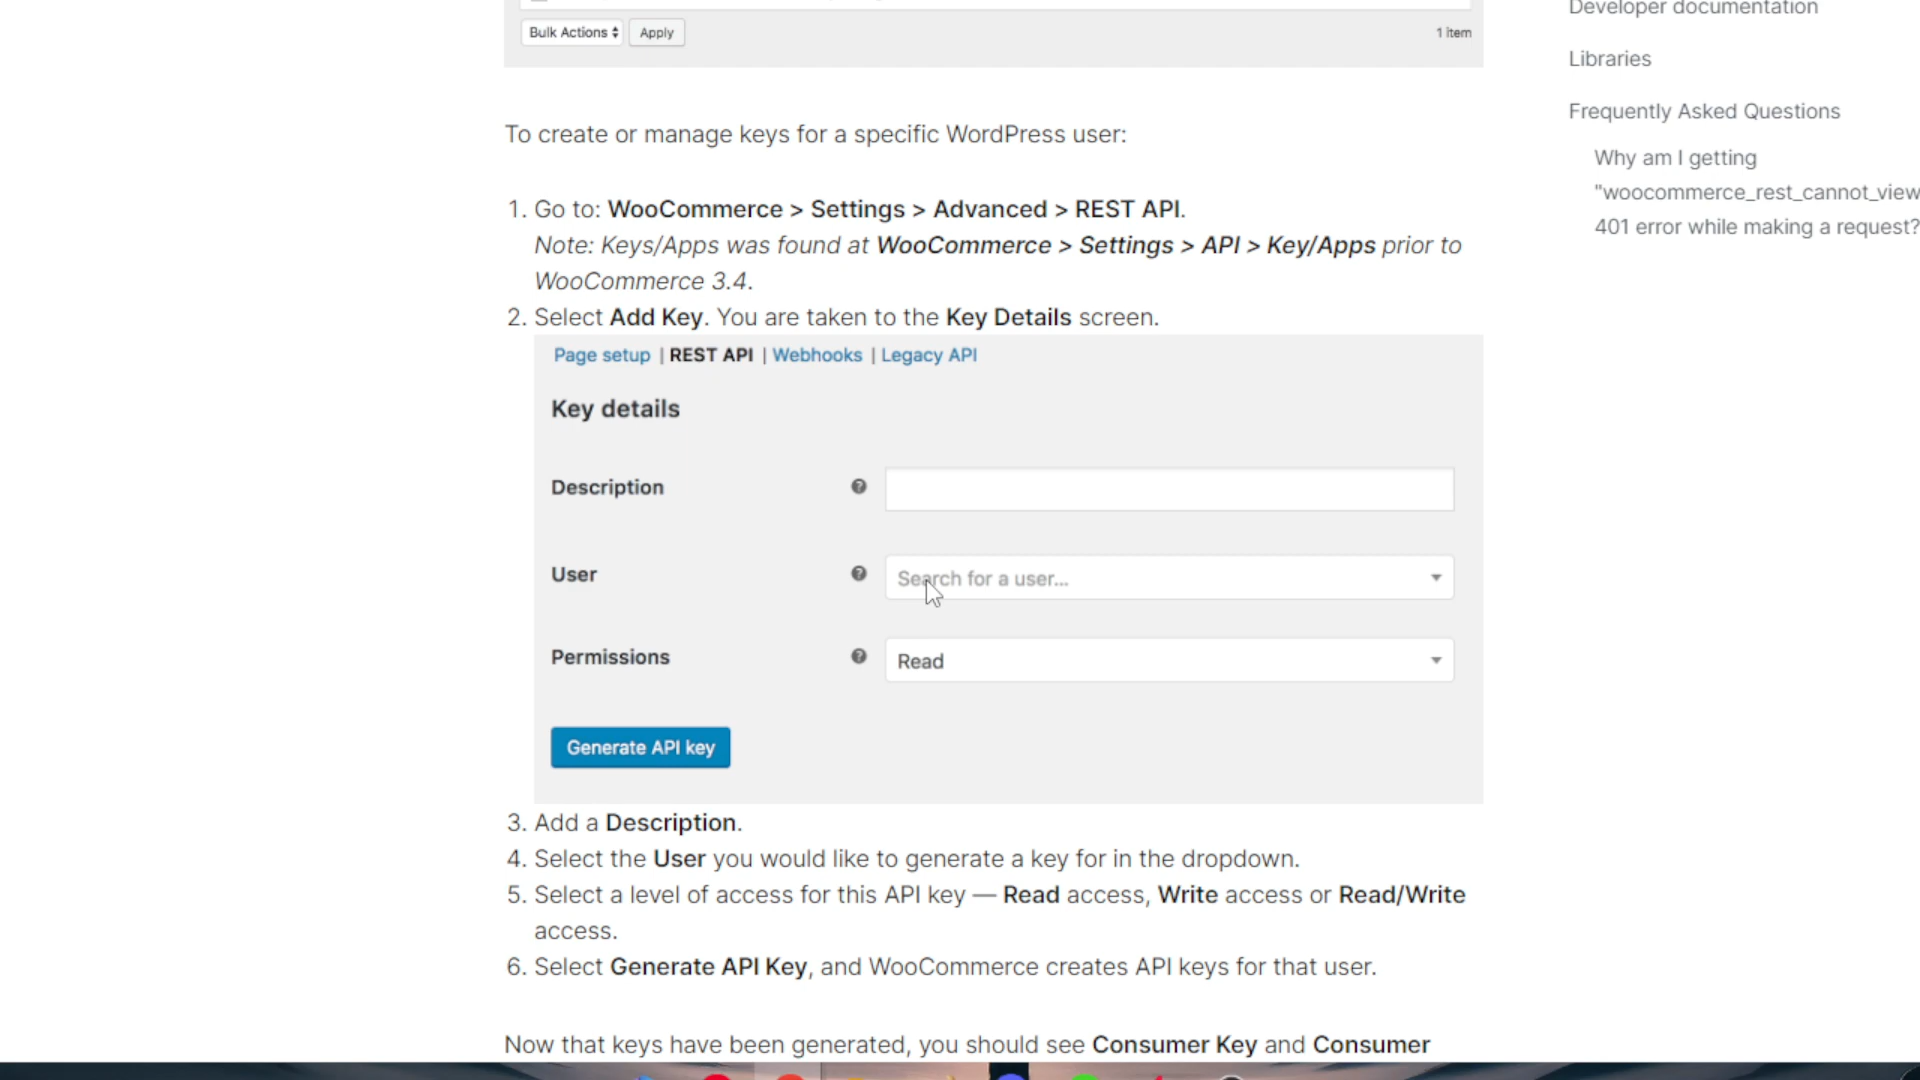 Bulk Actions Apply 1 item
To create or manage keys for a specific WordPress user:
1. Go to: WooCommerce > Settings > Advanced > REST API.
Note: Keys/Apps was found at WooCommerce > Settings > API > Key/Apps prior to
WooCommerce 3.4.
2. Select Add Key. You are taken to the Key Details screen.
Page setup | REST API | Webhooks | Legacy API
Key details
Description
User Search for a user...
Permissions Read
Generate API key
3. Add a Description.
4. Select the User you would like to generate a key for in the dropdown.
5. Select a level of access for this API key — Read access, Write access or Read/Write
access.
6. Select Generate API Key, and WooCommerce creates API keys for that user.
Now that keys have been generated, you should see Consumer Key and Consumer
Developer documentation
Libraries
Frequently Asked Questions
Why am I getting
"woocommerce_rest_cannot_view
401 error while making a request?